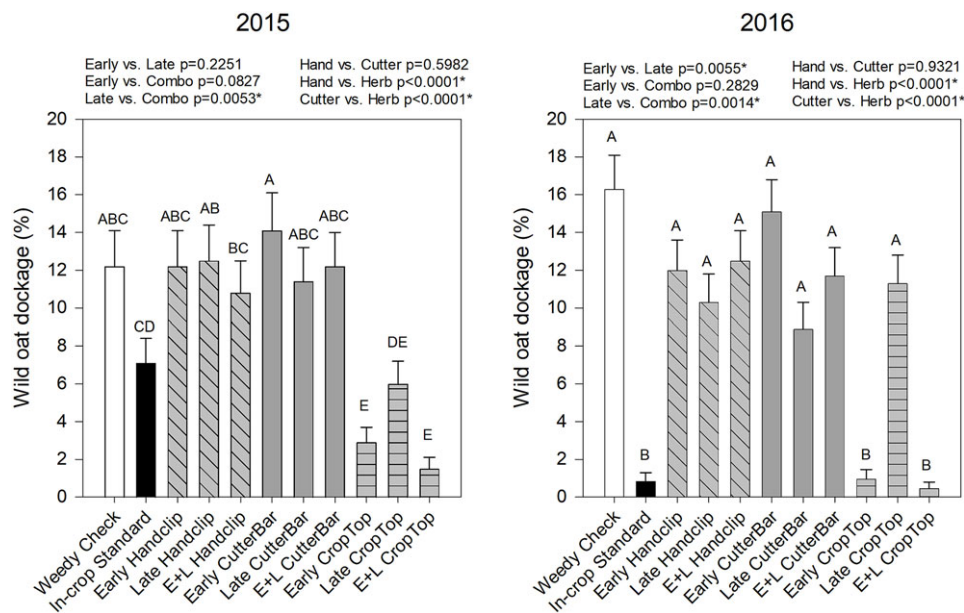 2015
Early vs. Late p=0.2251
Early vs. Combo p=0.0827
Late vs. Combo p=0.0053*
Hand vs. Cutter p=0.5982
Hand vs. Herb p<0.0001*
Cutter vs. Herb p<0.0001*
Wild oat dockage (%)
20
18
16
14
12
10
8
6
4
2
0
ABC
CD
ABC
AB
BC
A
ABC
ABC
E
DE
E
Weedy Check
In-crop Standard
Early Handclip
Late Handclip
E+L Handclip
Early CutterBar
Late CutterBar
E+L CutterBar
Early CropTop
Late CropTop
E+L CropTop
2016
Early vs. Late p=0.0055*
Early vs. Combo p=0.2829
Late vs. Combo p=0.0014*
Hand vs. Cutter p=0.9321
Hand vs. Herb p<0.0001*
Cutter vs. Herb p<0.0001*
Wild oat dockage (%)
20
18
16
14
12
10
8
6
4
2
0
A
B
A
A
A
A
A
A
B
A
B
Weedy Check
In-crop Standard
Early Handclip
Late Handclip
E+L Handclip
Early CutterBar
Late CutterBar
E+L CutterBar
Early CropTop
Late CropTop
E+L CropTop